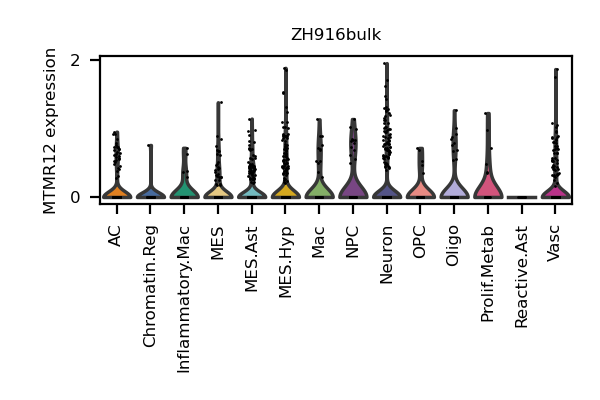 ZH916bulk
MTMR12 expression
2
0
AC
Chromatin.Reg
Inflammatory.Mac
MES
MES.Ast
MES.Hyp
Mac
NPC
Neuron
OPC
Oligo
Prolif.Metab
Reactive.Ast
Vasc